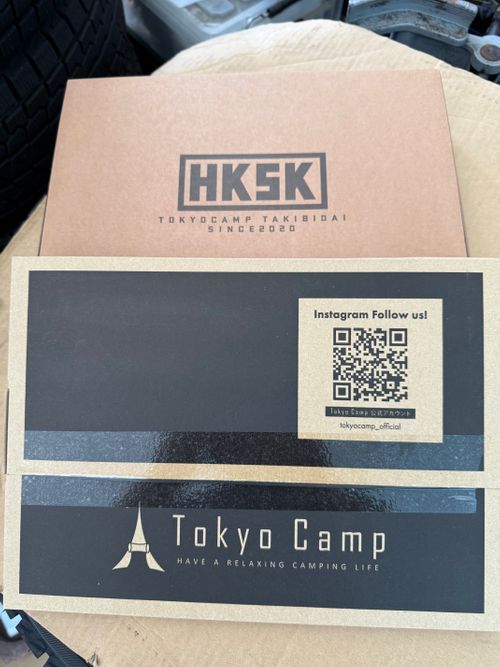 HKSK
TOKYOCAMP TAKIBIDAI
SINCE2020
Instagram Follow us!
Tokyo Camp 公式アカウント
tokyocamp_official
Tokyo Camp
HAVE A RELAXING CAMPING LIFE